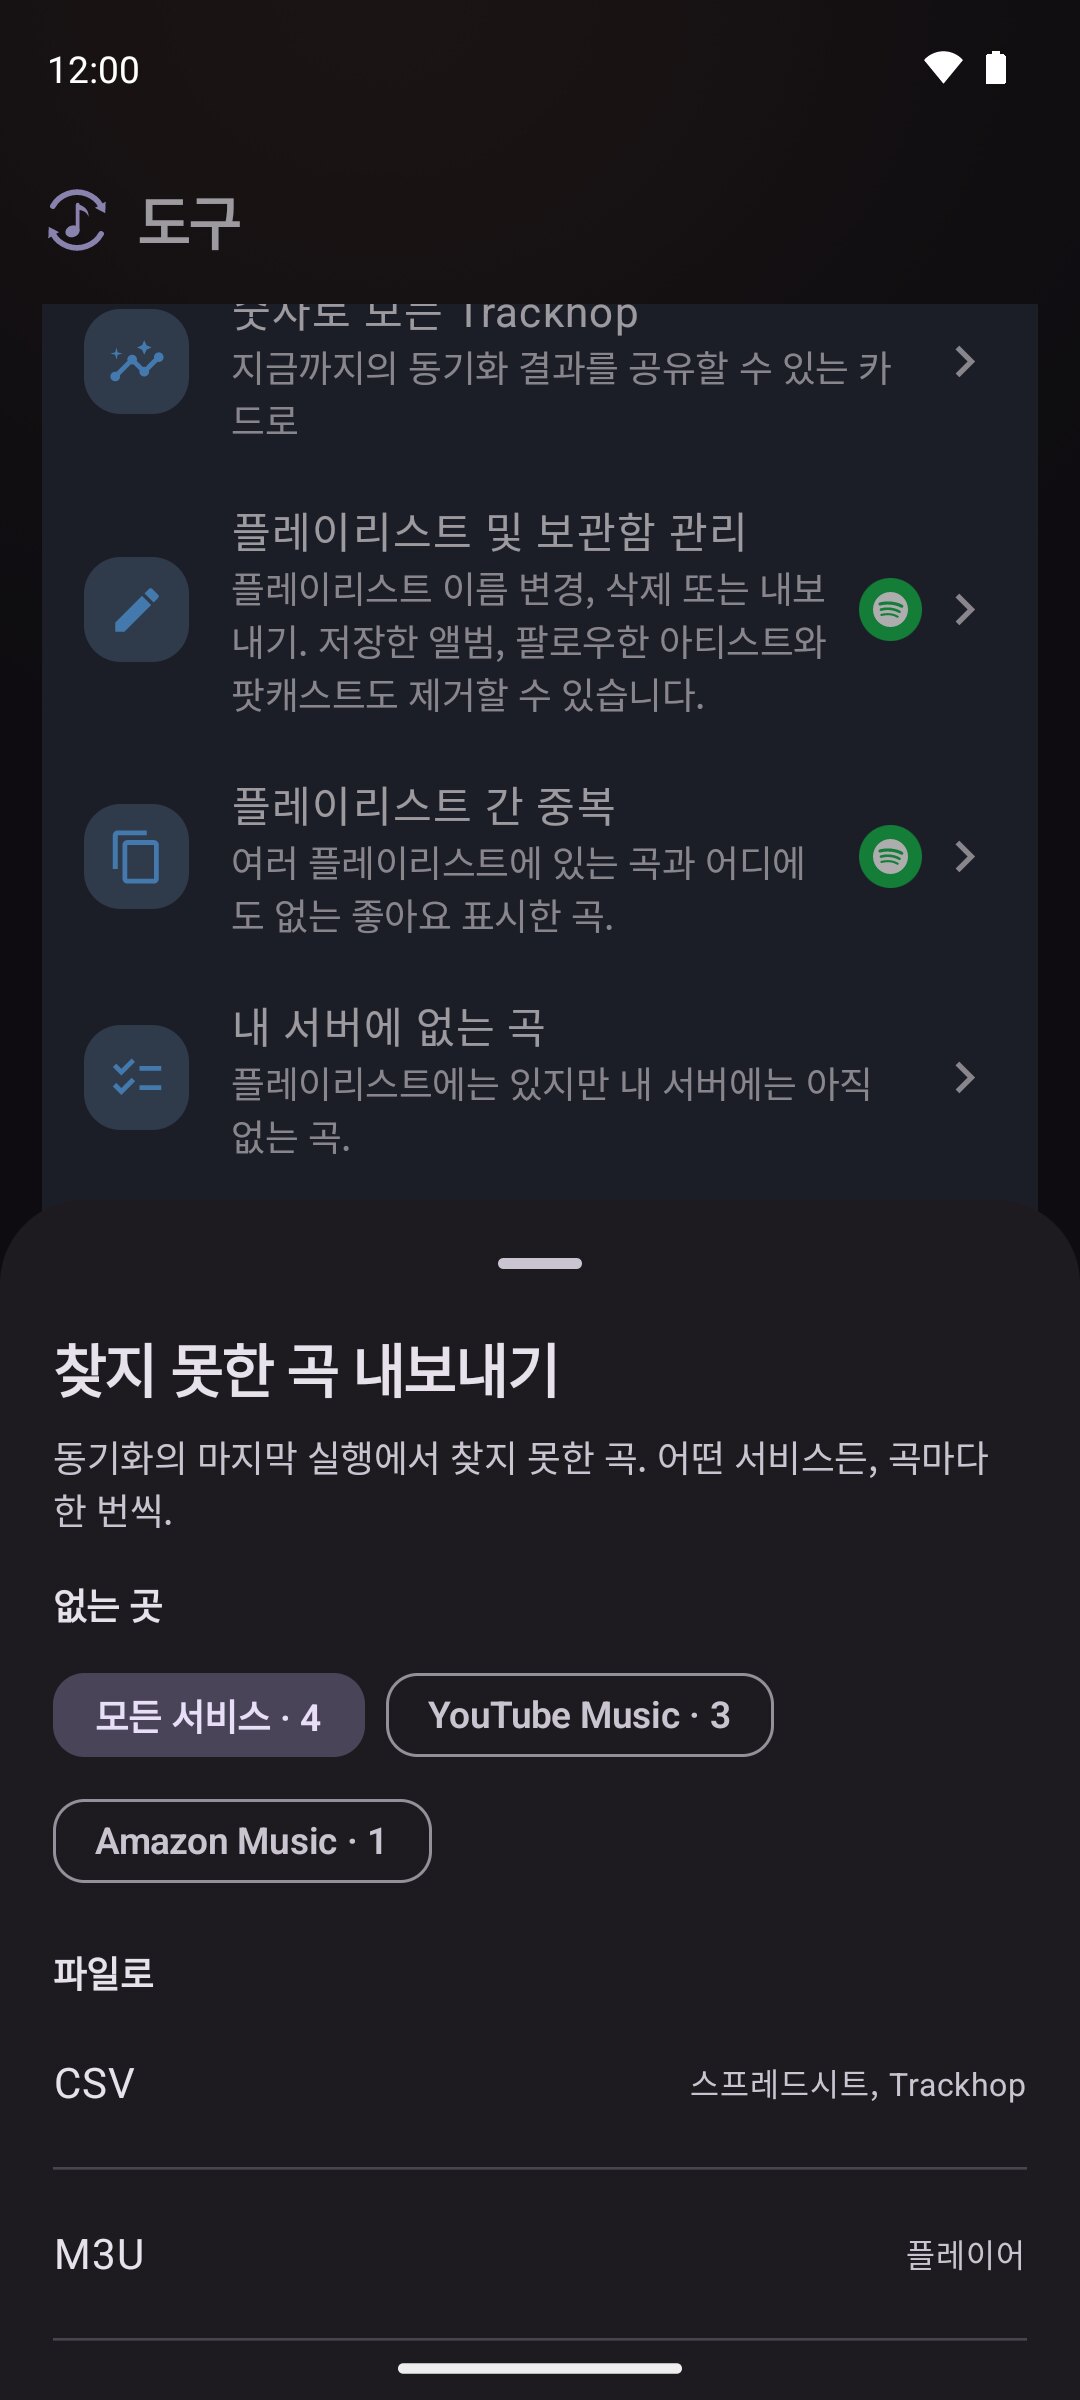 12:00
도구
숫자로 보는 Trackhop
지금까지의 동기화 결과를 공유할 수 있는 카
드로
플레이리스트 및 보관함 관리
플레이리스트 이름 변경, 삭제 또는 내보
내기. 저장한 앨범, 팔로우한 아티스트와
팟캐스트도 제거할 수 있습니다.
플레이리스트 간 중복
여러 플레이리스트에 있는 곡과 어디에
도 없는 좋아요 표시한 곡.
내 서버에 없는 곡
플레이리스트에는 있지만 내 서버에는 아직
없는 곡.
찾지 못한 곡 내보내기
동기화의 마지막 실행에서 찾지 못한 곡. 어떤 서비스든, 곡마다
한 번씩.
없는 곳
모든 서비스 · 4
YouTube Music · 3
Amazon Music · 1
파일로
CSV
스프레드시트, Trackhop
M3U
플레이어